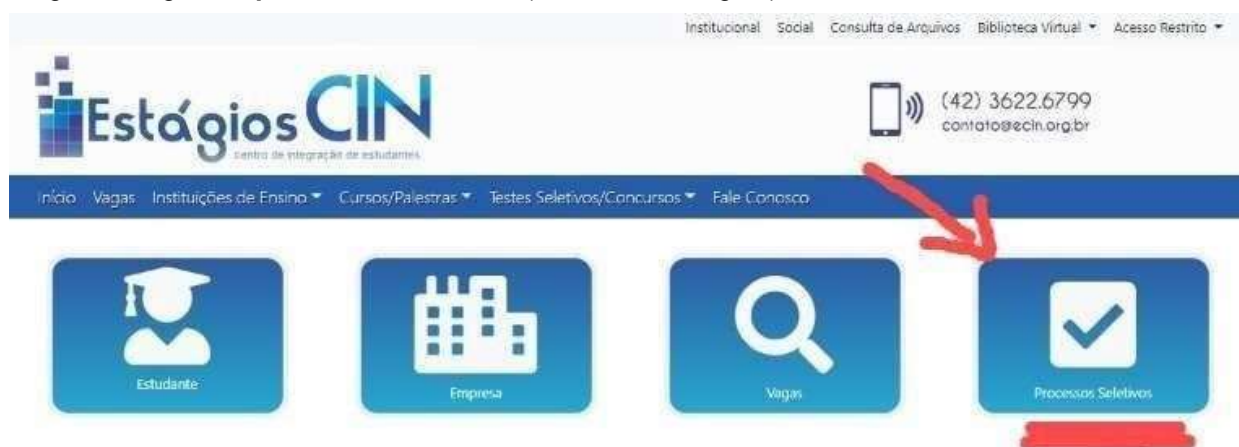 Institucional Social Consulta de Arquivos Biblioteca Virtual Acesso Restrito
Estágios CIN
centro de integração de estudantes
(42) 3622.6799
contato@ecin.org.br
Início Vagas Instituições de Ensino Cursos/Palestras Testes Seletivos/Concursos Fale Conosco
Estudante
Empresa
Vagas
Processos Seletivos